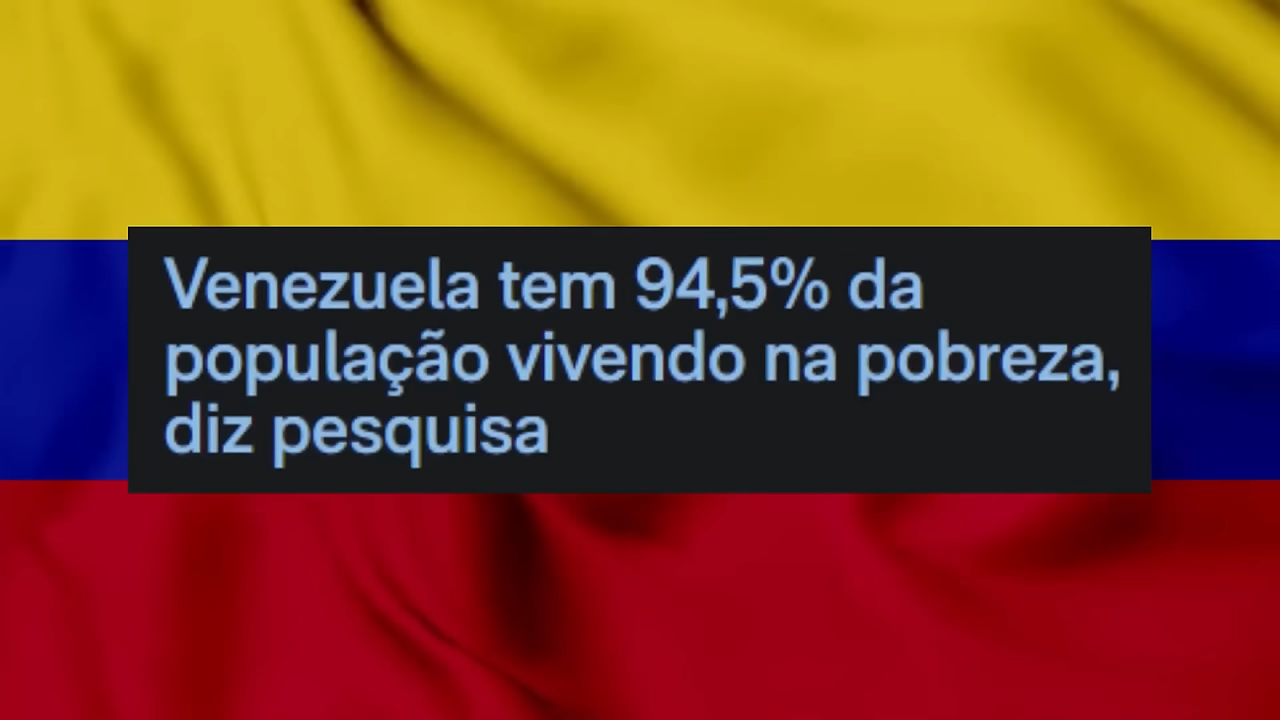 Venezuela tem 94,5% da
população vivendo na pobreza,
diz pesquisa